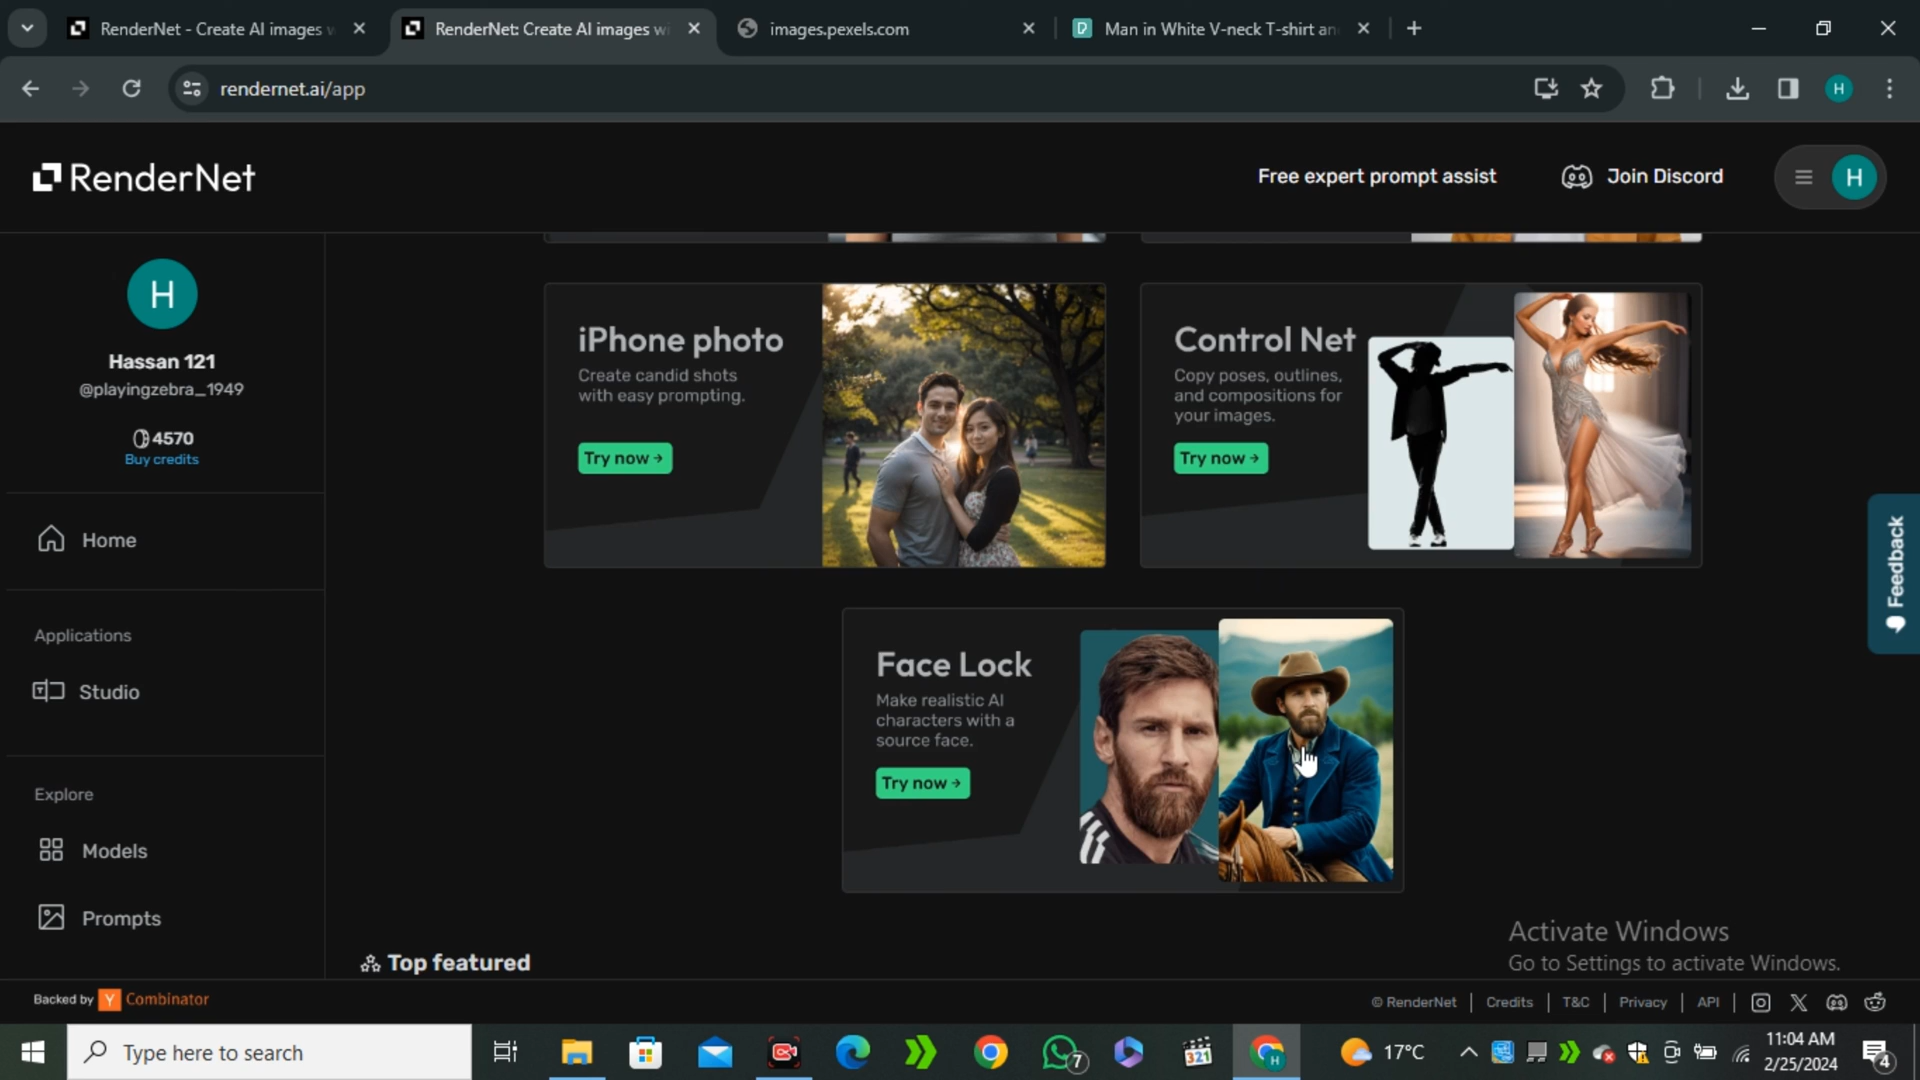 RenderNet - Create AI images w
RenderNet: Create AI images wi
images.pexels.com
Man in White V-neck T-shirt an
rendernet.ai/app
H
RenderNet
Free expert prompt assist
Join Discord
H
H
Hassan 121
@playingzebra_1949
4570
Buy credits
Home
Applications
Studio
Explore
Models
Prompts
iPhone photo
Create candid shots
with easy prompting.
Try now →
Control Net
Copy poses, outlines,
and compositions for
your images.
Try now →
Face Lock
Make realistic AI
characters with a
source face.
Try now →
Feedback
Top featured
Activate Windows
Go to Settings to activate Windows.
Backed by Y Combinator
© RenderNet | Credits | T&C | Privacy | API
Type here to search
7
321
H
17°C
11:04 AM
2/25/2024
4